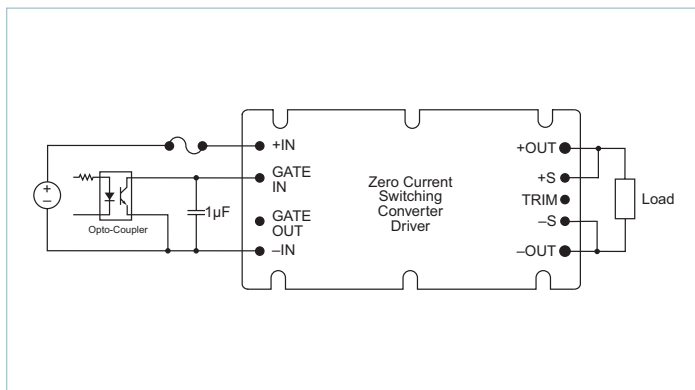 +IN
GATE
IN
GATE
OUT
–IN
+
–
Opto-Coupler
1µF
Zero Current
Switching
Converter
Driver
+OUT
+S
TRIM
–S
–OUT
Load